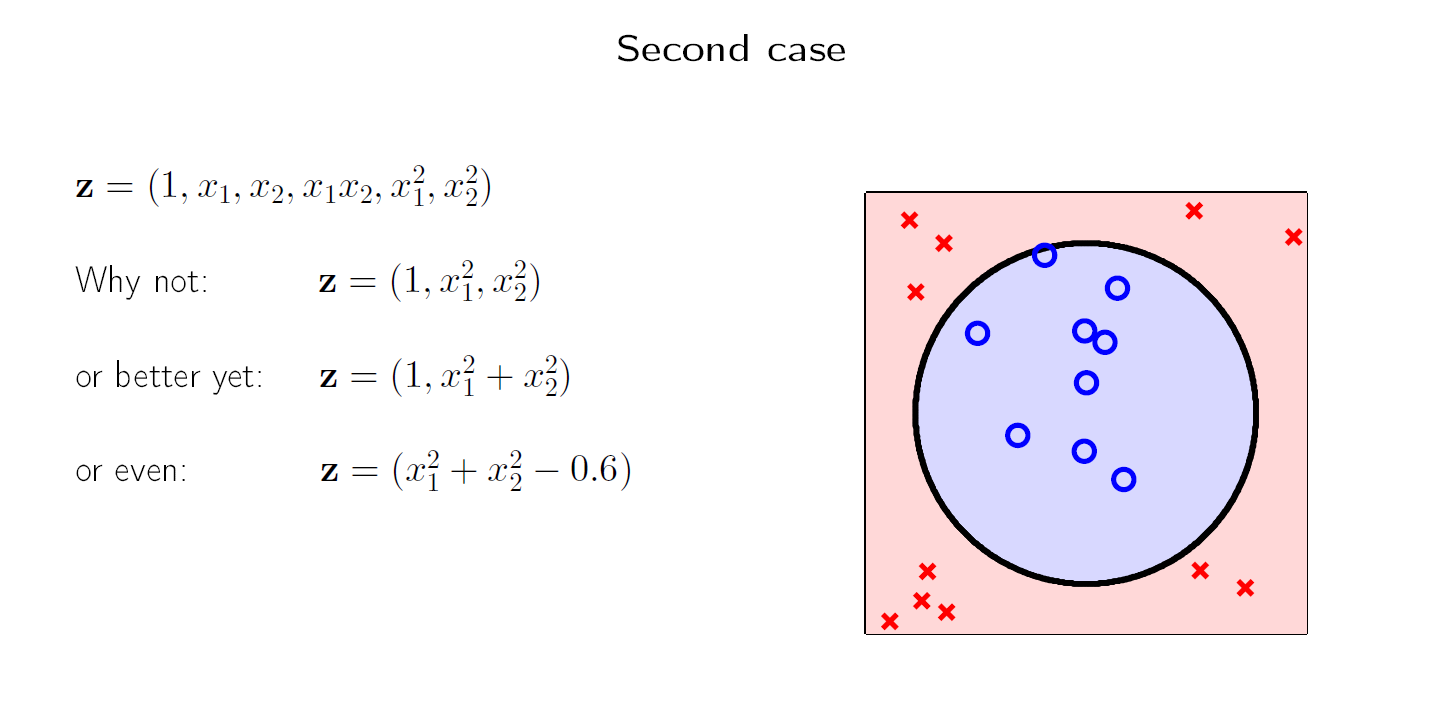 Second case
z = (1, x₁, x₂, x₁x₂, x₁², x₂²)
Why not: z = (1, x₁², x₂²)
or better yet: z = (1, x₁² + x₂²)
or even: z = (x₁² + x₂² − 0.6)